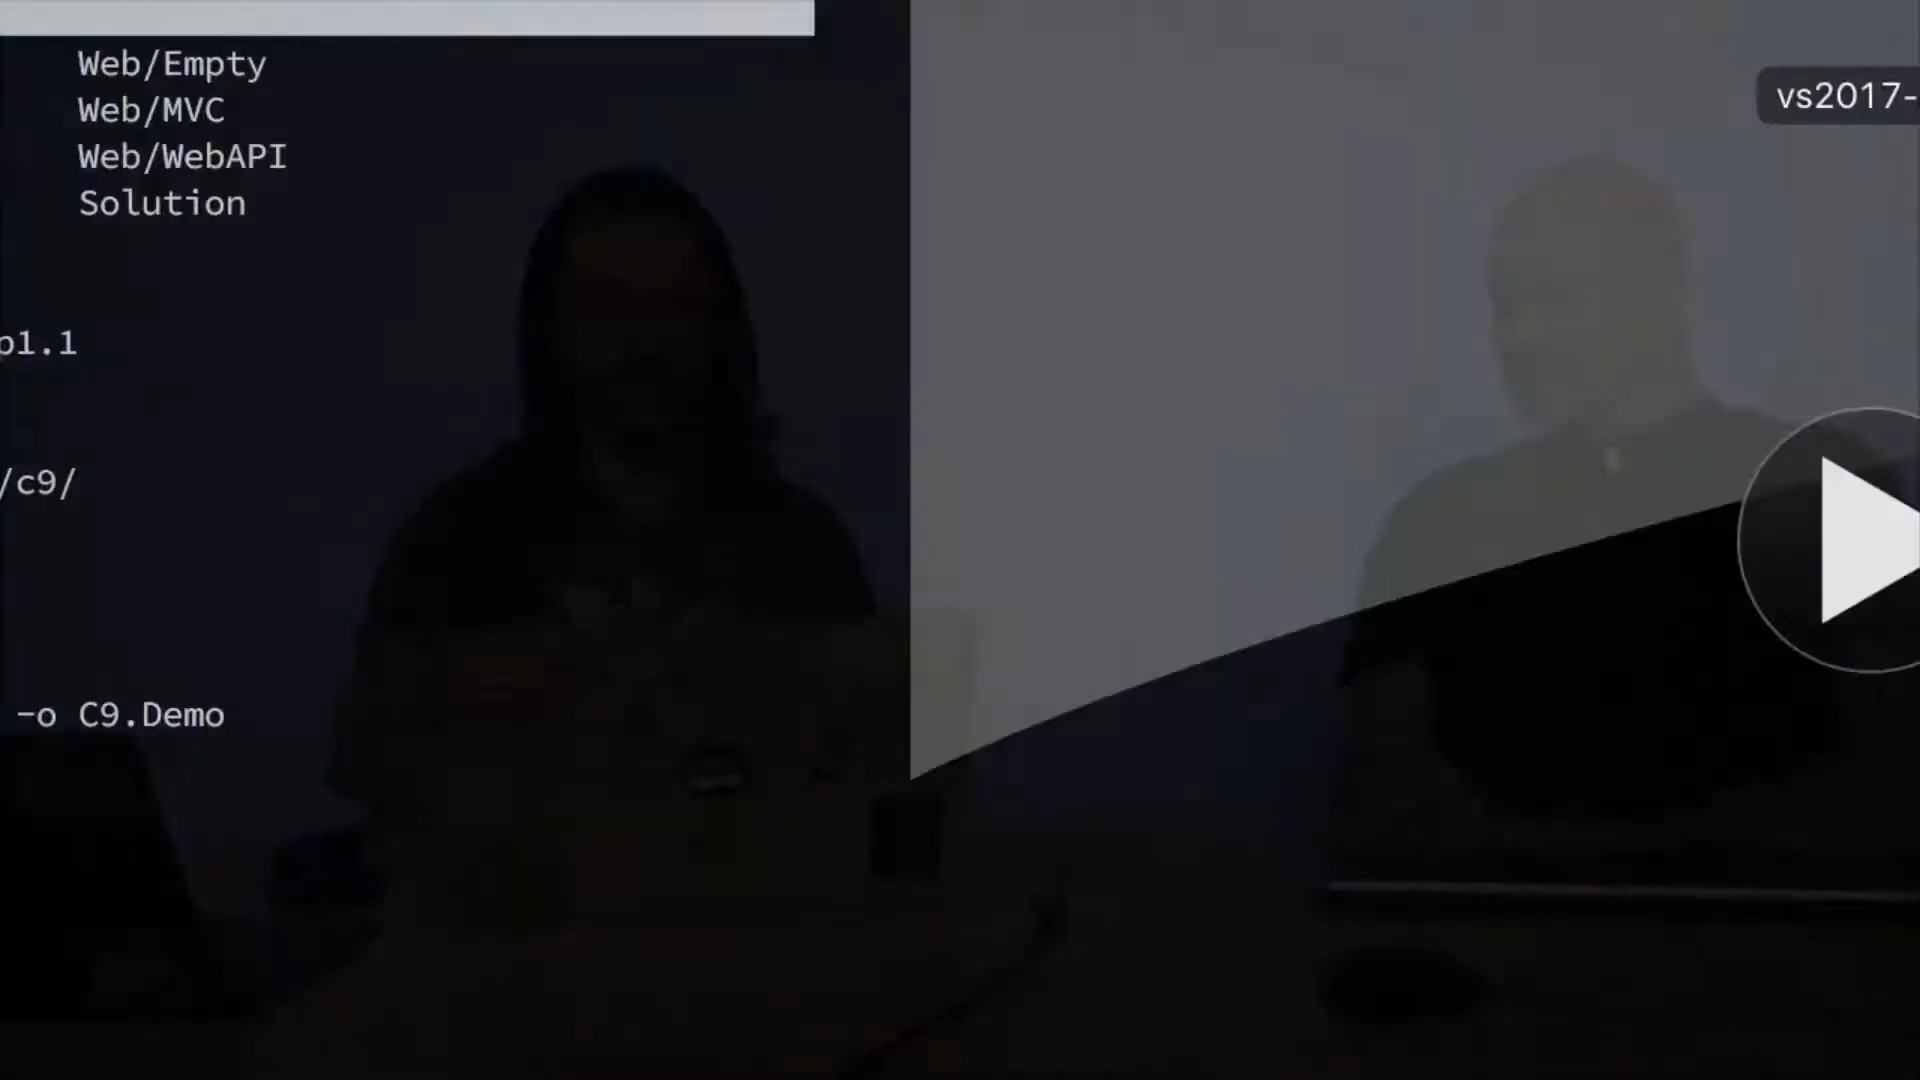 Web/Empty
Web/MVC
Web/WebAPI
Solution
vs2017-
p1.1
/c9/
-o C9.Demo